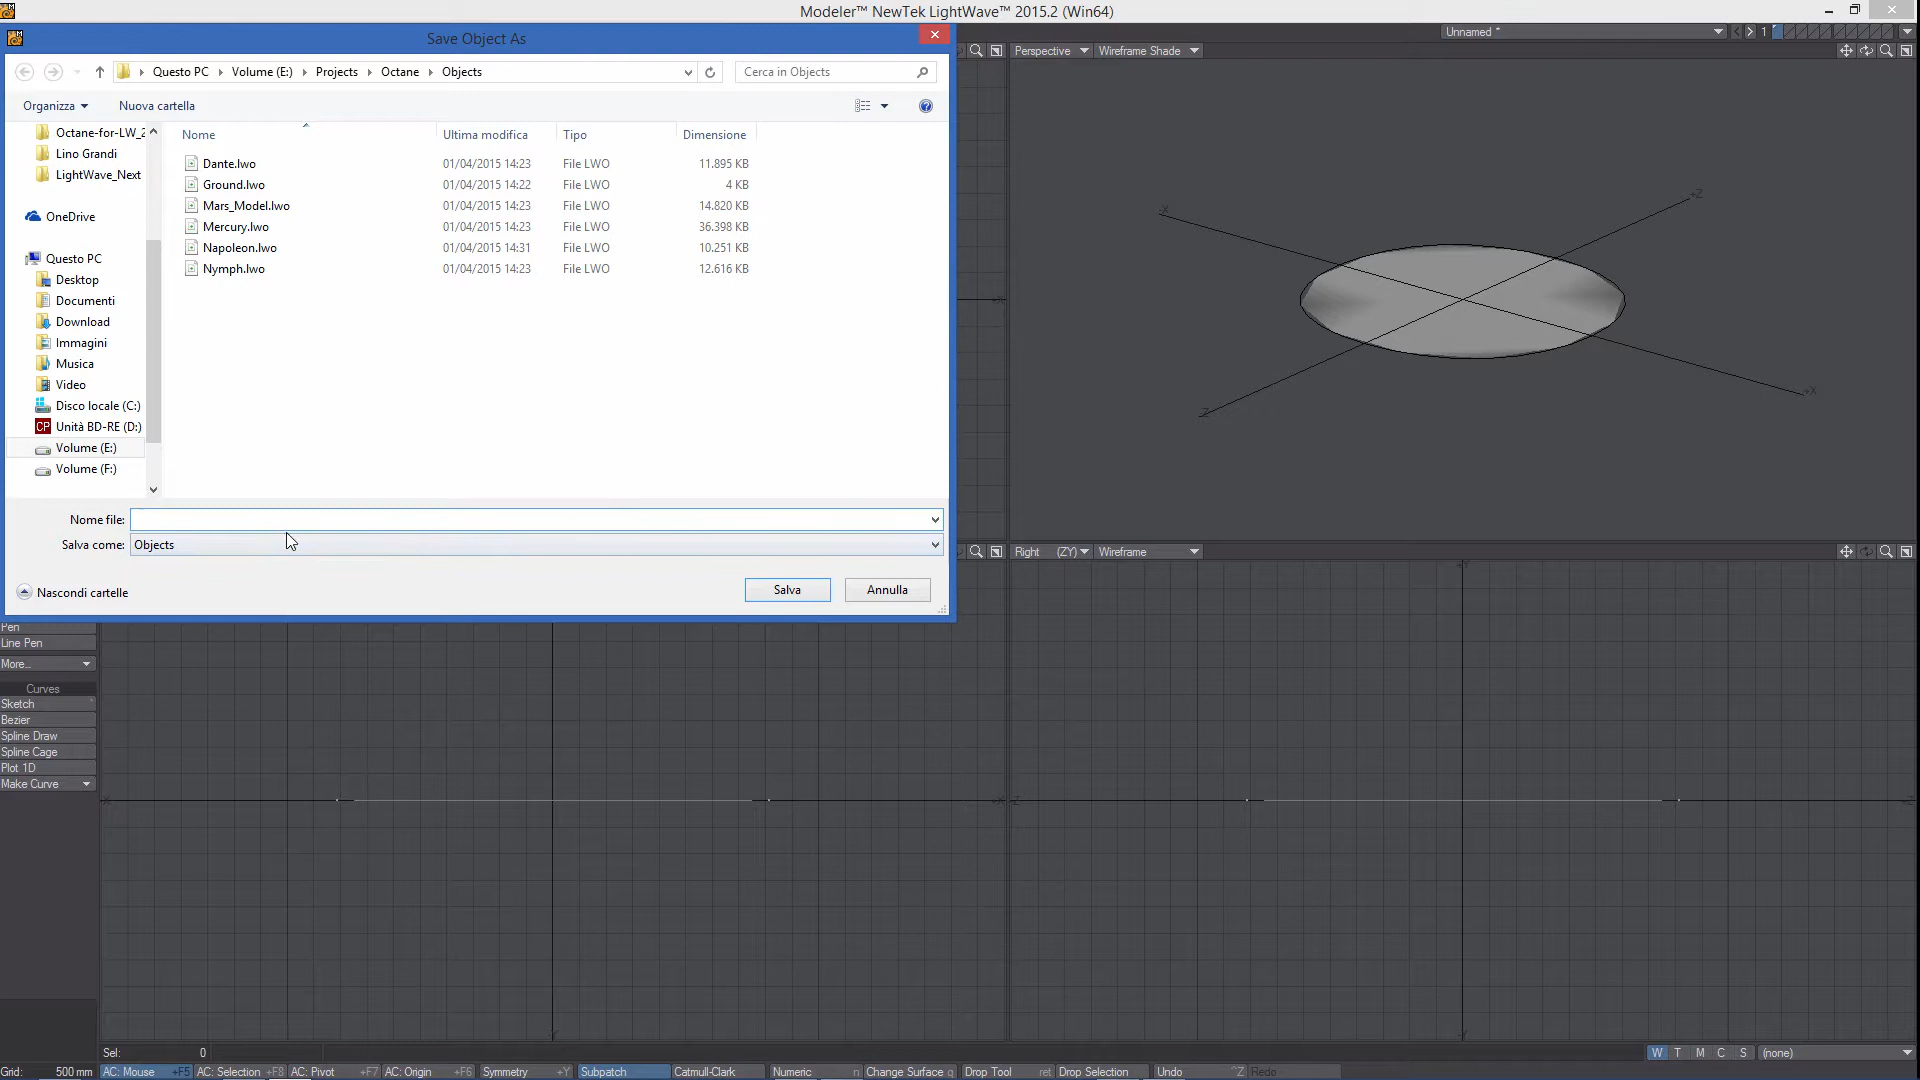 Modeler™ NewTek LightWave™ 2015.2 (Win64)
Save Object As
Unnamed *
1
Questo PC
Volume (E:)
Projects
Octane
Objects
Cerca in Objects
Perspective
Wireframe Shade
Organizza
Nuova cartella
Nome
Ultima modifica
Tipo
Dimensione
Octane-for-LW_2
Lino Grandi
LightWave_Next
OneDrive
Questo PC
Desktop
Documenti
Download
Immagini
Musica
Video
Disco locale (C:)
Unità BD-RE (D:)
Volume (E:)
Volume (F:)
Dante.lwo 01/04/2015 14:23 File LWO 11.895 KB
Ground.lwo 01/04/2015 14:22 File LWO 4 KB
Mars_Model.lwo 01/04/2015 14:23 File LWO 14.820 KB
Mercury.lwo 01/04/2015 14:23 File LWO 36.398 KB
Napoleon.lwo 01/04/2015 14:31 File LWO 10.251 KB
Nymph.lwo 01/04/2015 14:23 File LWO 12.616 KB
Nome file:
Salva come: Objects
Nascondi cartelle
Salva
Annulla
+Z
+X
Right (ZY)
Wireframe
Pen
Line Pen
More...
Curves
Sketch
Bezier
Spline Draw
Spline Cage
Plot 1D
Make Curve
Sel: 0
W T M C S (none)
Grid: 500 mm
AC: Mouse +F5
AC: Selection +F8
AC: Pivot +F7
AC: Origin +F6
Symmetry +Y
Subpatch
Catmull-Clark
Numeric n
Change Surface q
Drop Tool ret
Drop Selection
Undo ^Z
Redo